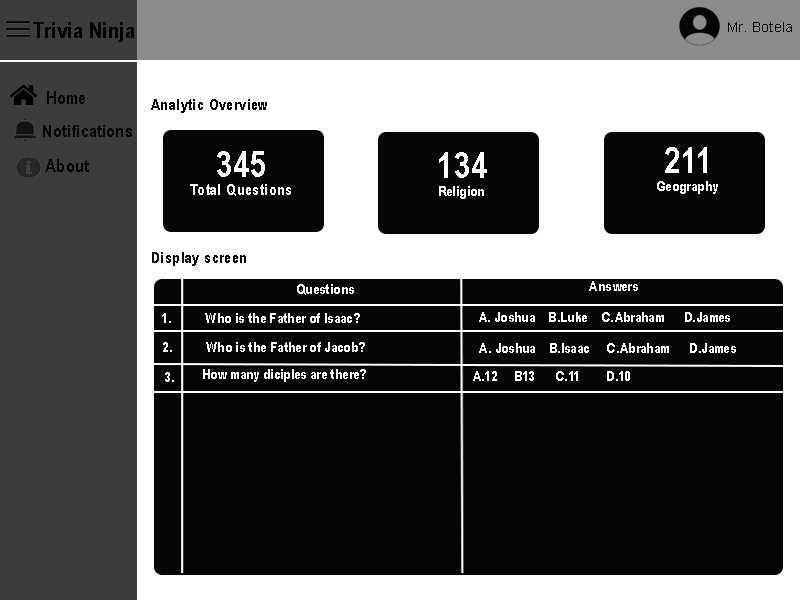 Trivia Ninja
Mr. Botela
Home
Notifications
About
Analytic Overview
345
Total Questions
134
Religion
211
Geography
Display screen
Questions Answers
1. Who is the Father of Isaac? A. Joshua B.Luke C.Abraham D.James
2. Who is the Father of Jacob? A. Joshua B.Isaac C.Abraham D.James
3. How many diciples are there? A.12 B13 C.11 D.10